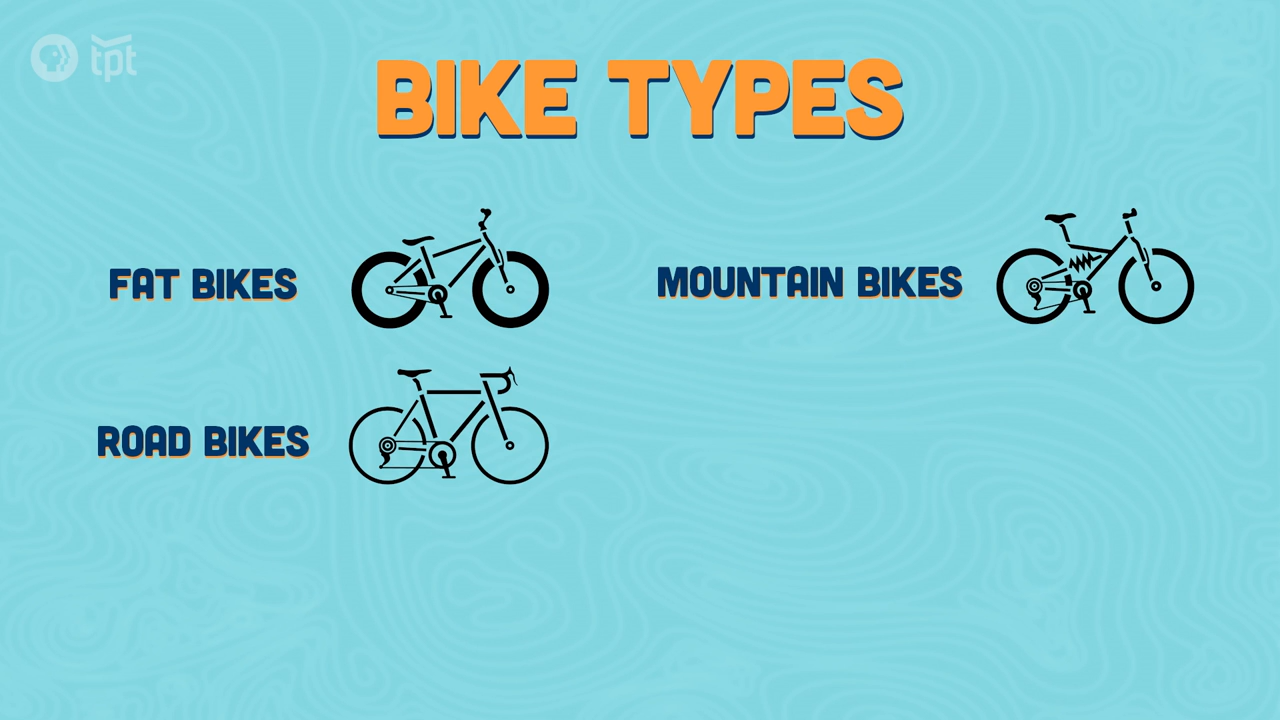 tpt
BIKE TYPES
FAT BIKES
MOUNTAIN BIKES
ROAD BIKES